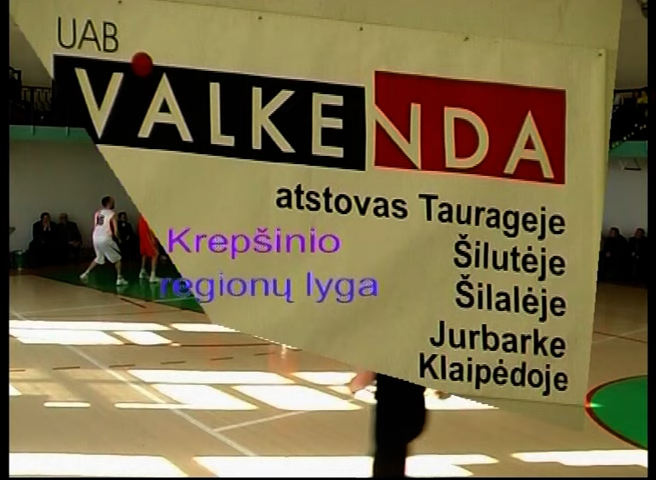 UAB
VALKENDA
atstovas Taurageje
Šilutėje
Šilalėje
Jurbarke
Klaipėdoje
Krepšinio
regionų lyga